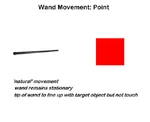 Wand Movement: Point
"natural" movement
wand remains stationary
tip of wand to line up with target object but not touch